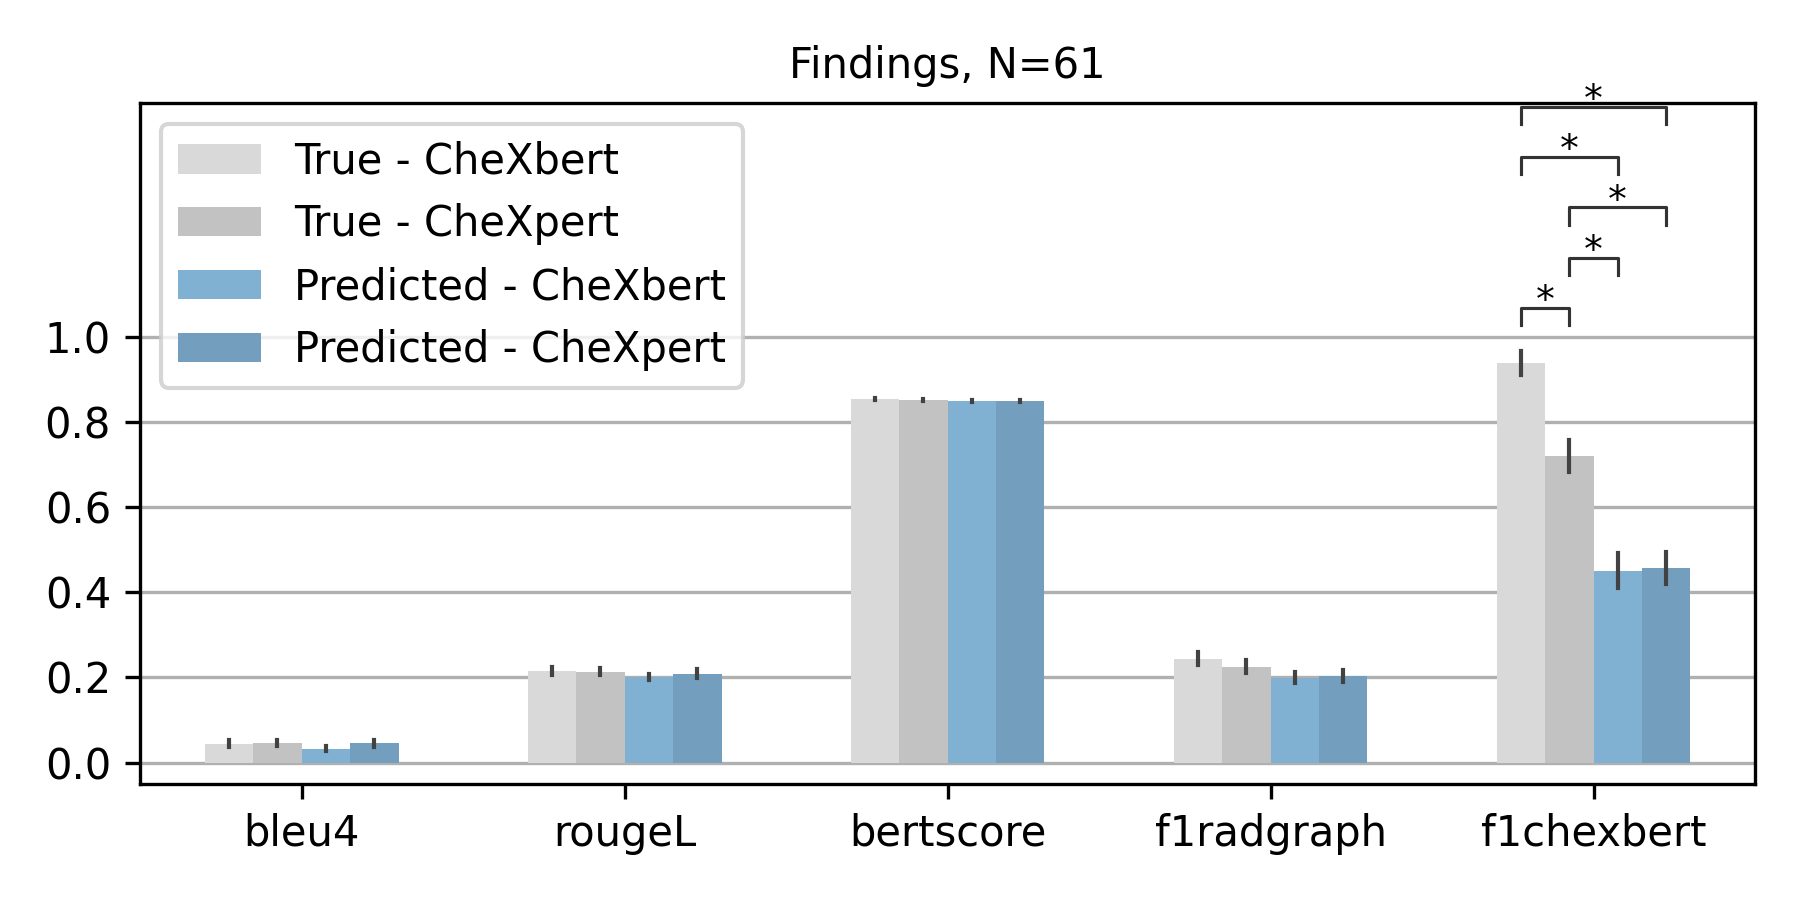 Findings, N=61
*
*
*
*
*
True - CheXbert
True - CheXpert
Predicted - CheXbert
Predicted - CheXpert
1.0
0.8
0.6
0.4
0.2
0.0
bleu4 rougeL bertscore f1radgraph f1chexbert